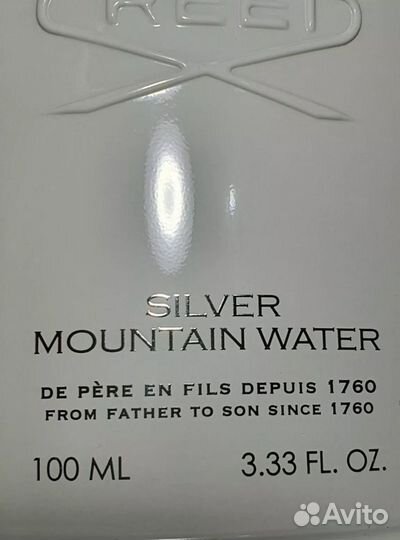 SILVER
MOUNTAIN WATER
DE PÈRE EN FILS DEPUIS 1760
FROM FATHER TO SON SINCE 1760
100 ML 3.33 FL. OZ.
Avito